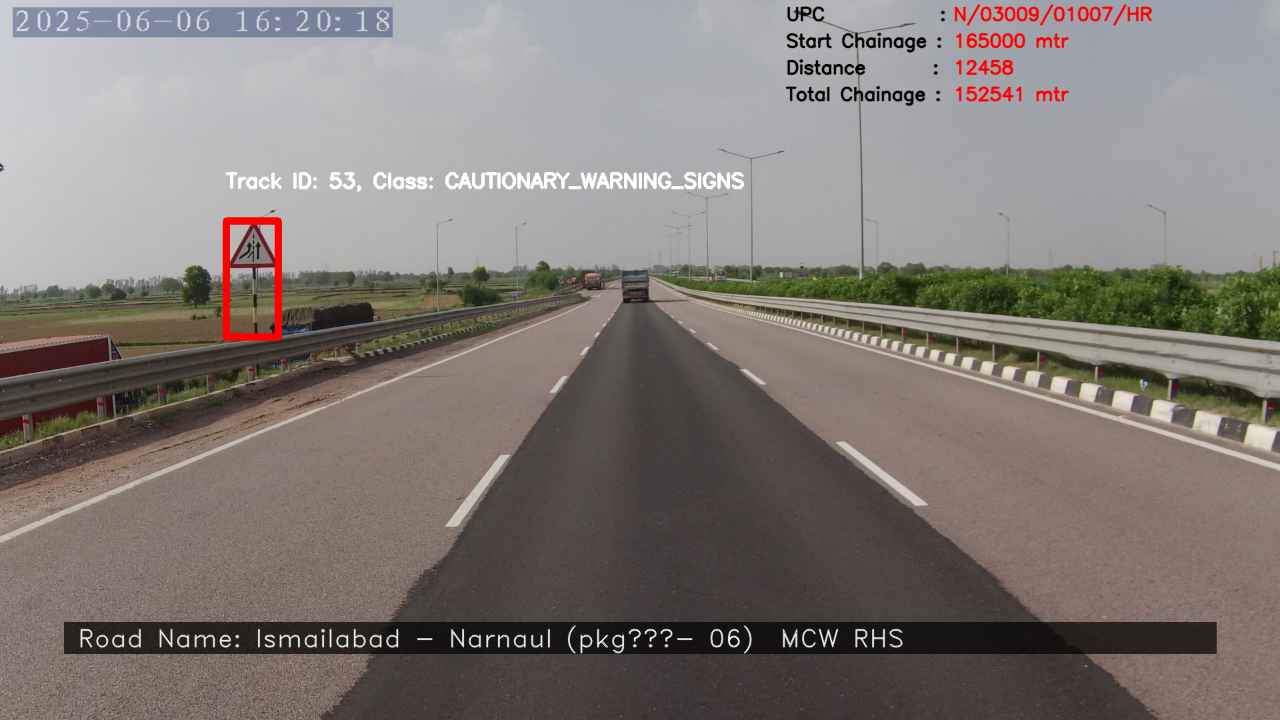 2025-06-06 16:20:18
UPC : N/03009/01007/HR
Start Chainage : 165000 mtr
Distance : 12458
Total Chainage : 152541 mtr
Track ID: 53, Class: CAUTIONARY_WARNING_SIGNS
Road Name: Ismailabad - Narnaul (pkg???- 06) MCW RHS